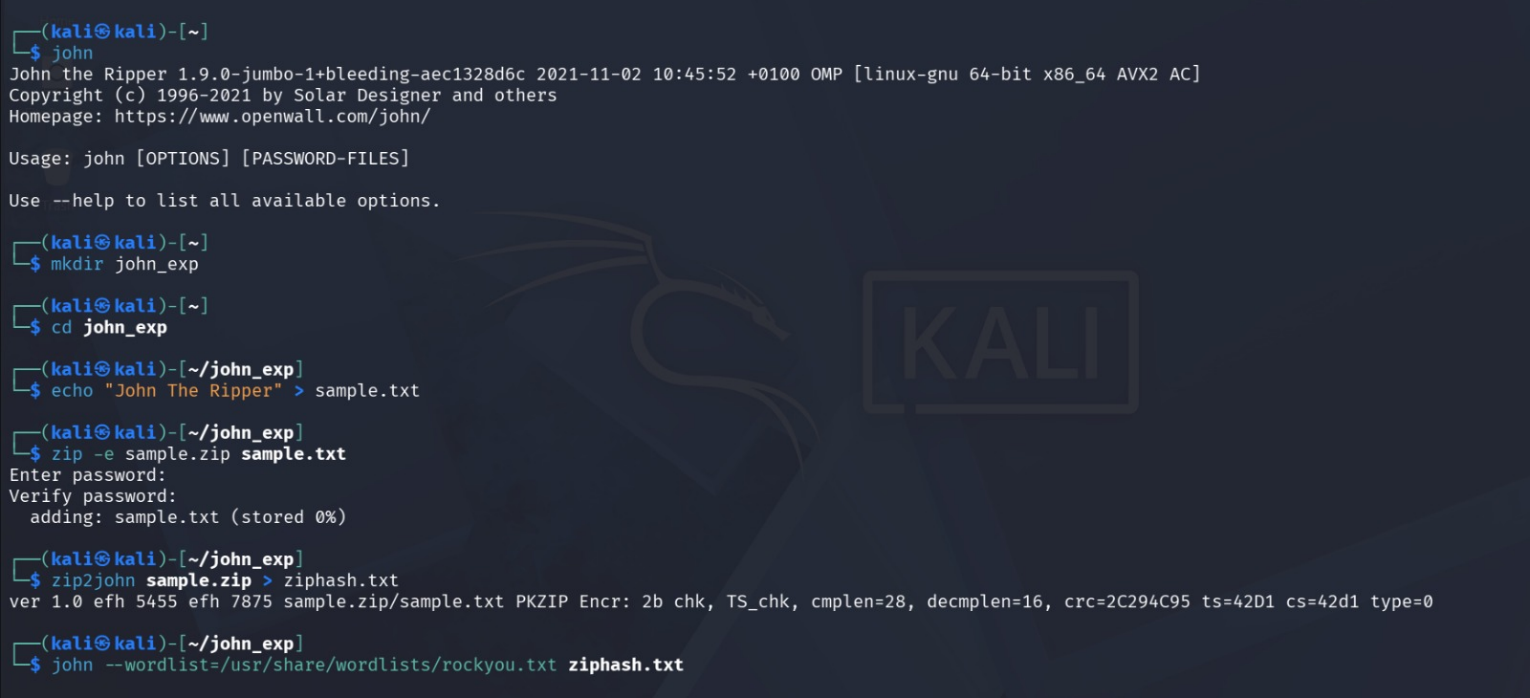 ┌──(kali㉿kali)-[~]
└─$ john
John the Ripper 1.9.0-jumbo-1+bleeding-aec1328d6c 2021-11-02 10:45:52 +0100 OMP [linux-gnu 64-bit x86_64 AVX2 AC]
Copyright (c) 1996-2021 by Solar Designer and others
Homepage: https://www.openwall.com/john/
Usage: john [OPTIONS] [PASSWORD-FILES]
Use --help to list all available options.
┌──(kali㉿kali)-[~]
└─$ mkdir john_exp
┌──(kali㉿kali)-[~]
└─$ cd john_exp
┌──(kali㉿kali)-[~/john_exp]
└─$ echo "John The Ripper" > sample.txt
┌──(kali㉿kali)-[~/john_exp]
└─$ zip -e sample.zip sample.txt
Enter password:
Verify password:
  adding: sample.txt (stored 0%)
┌──(kali㉿kali)-[~/john_exp]
└─$ zip2john sample.zip > ziphash.txt
ver 1.0 efh 5455 efh 7875 sample.zip/sample.txt PKZIP Encr: 2b chk, TS_chk, cmplen=28, decmplen=16, crc=2C294C95 ts=42D1 cs=42d1 type=0
┌──(kali㉿kali)-[~/john_exp]
└─$ john --wordlist=/usr/share/wordlists/rockyou.txt ziphash.txt
KALI